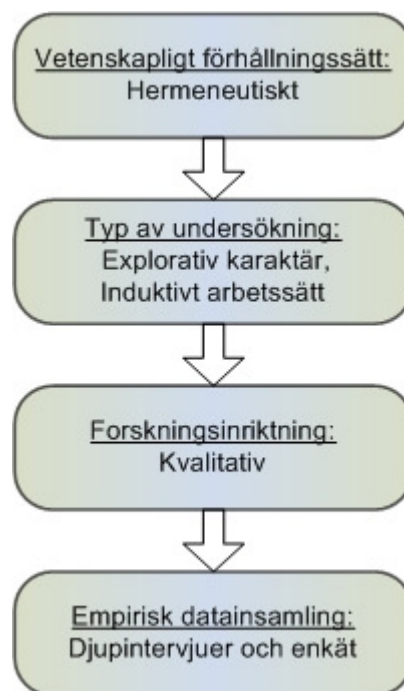 Vetenskapligt förhållningssätt:
Hermeneutiskt
Typ av undersökning:
Explorativ karaktär,
Induktivt arbetssätt
Forskningsinriktning:
Kvalitativ
Empirisk datainsamling:
Djupintervjuer och enkät